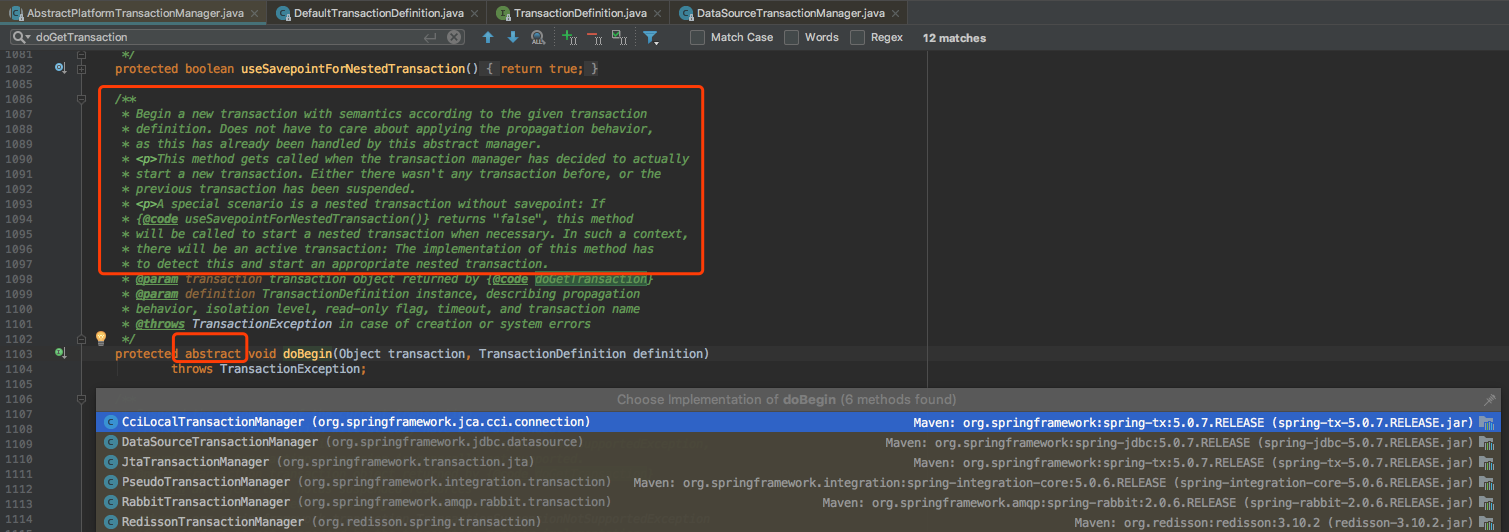 AbstractPlatformTransactionManager.java × DefaultTransactionDefinition.java × TransactionDefinition.java × DataSourceTransactionManager.java ×
doGetTransaction Match Case Words Regex 12 matches
1081 */
1082 protected boolean useSavepointForNestedTransaction() { return true; }
1085
1086 /**
1087 * Begin a new transaction with semantics according to the given transaction
1088 * definition. Does not have to care about applying the propagation behavior,
1089 * as this has already been handled by this abstract manager.
1090 * <p>This method gets called when the transaction manager has decided to actually
1091 * start a new transaction. Either there wasn't any transaction before, or the
1092 * previous transaction has been suspended.
1093 * <p>A special scenario is a nested transaction without savepoint: If
1094 * {@code useSavepointForNestedTransaction()} returns "false", this method
1095 * will be called to start a nested transaction when necessary. In such a context,
1096 * there will be an active transaction: The implementation of this method has
1097 * to detect this and start an appropriate nested transaction.
1098 * @param transaction transaction object returned by {@code doGetTransaction}
1099 * @param definition TransactionDefinition instance, describing propagation
1100 * behavior, isolation level, read-only flag, timeout, and transaction name
1101 * @throws TransactionException in case of creation or system errors
1102 */
1103 protected abstract void doBegin(Object transaction, TransactionDefinition definition)
1104 throws TransactionException;
1105
1106 Choose Implementation of doBegin (6 methods found)
1107 CciLocalTransactionManager (org.springframework.jca.cci.connection) Maven: org.springframework:spring-tx:5.0.7.RELEASE (spring-tx-5.0.7.RELEASE.jar)
1108
1109 DataSourceTransactionManager (org.springframework.jdbc.datasource) Maven: org.springframework:spring-jdbc:5.0.7.RELEASE (spring-jdbc-5.0.7.RELEASE.jar)
1110 JtaTransactionManager (org.springframework.transaction.jta) Maven: org.springframework:spring-tx:5.0.7.RELEASE (spring-tx-5.0.7.RELEASE.jar)
1111
1112 PseudoTransactionManager (org.springframework.integration.transaction) Maven: org.springframework.integration:spring-integration-core:5.0.6.RELEASE (spring-integration-core-5.0.6.RELEASE.jar)
1113 RabbitTransactionManager (org.springframework.amqp.rabbit.transaction) Maven: org.springframework.amqp:spring-rabbit:2.0.6.RELEASE (spring-rabbit-2.0.6.RELEASE.jar)
1114 RedissonTransactionManager (org.redisson.spring.transaction) Maven: org.redisson:redisson:3.10.2 (redisson-3.10.2.jar)